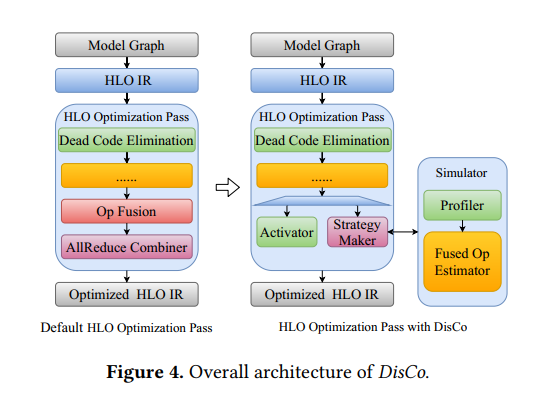 Model Graph
HLO IR
HLO Optimization Pass
Dead Code Elimination
......
Op Fusion
AllReduce Combiner
Optimized HLO IR
Default HLO Optimization Pass
Model Graph
HLO IR
HLO Optimization Pass
Dead Code Elimination
......
Activator
Strategy
Maker
Optimized HLO IR
HLO Optimization Pass with DisCo
Simulator
Profiler
Fused Op
Estimator
Figure 4. Overall architecture of DisCo.